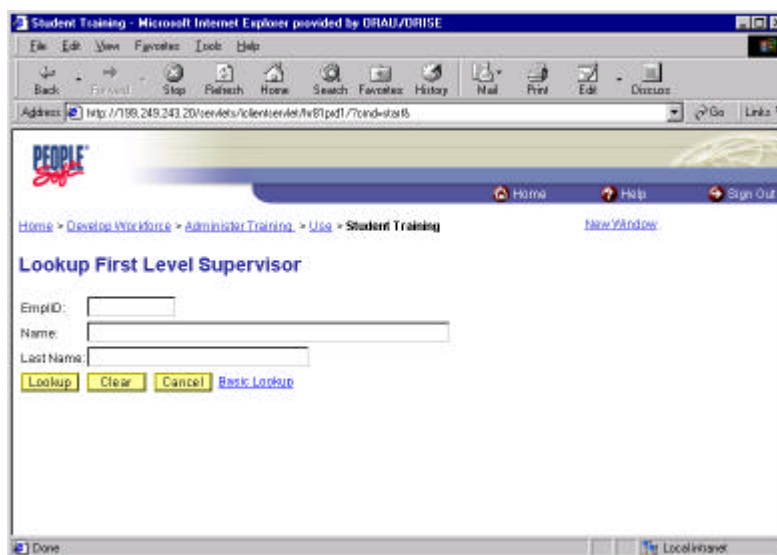 Student Training - Microsoft Internet Explorer provided by ORAU/ORISE
File Edit View Favorites Tools Help
Back Forward Stop Refresh Home Search Favorites History Mail Print Edit Discuss
Address http://199.249.243.20/servlets/iclientservlet/hr81prd1/?cmd=start& Go Links
PEOPLE
Soft
Home Help Sign Out
Home > Develop Workforce > Administer Training > Use > Student Training New Window
Lookup First Level Supervisor
EmplID:
Name:
Last Name:
Lookup Clear Cancel Basic Lookup
Done Local intranet